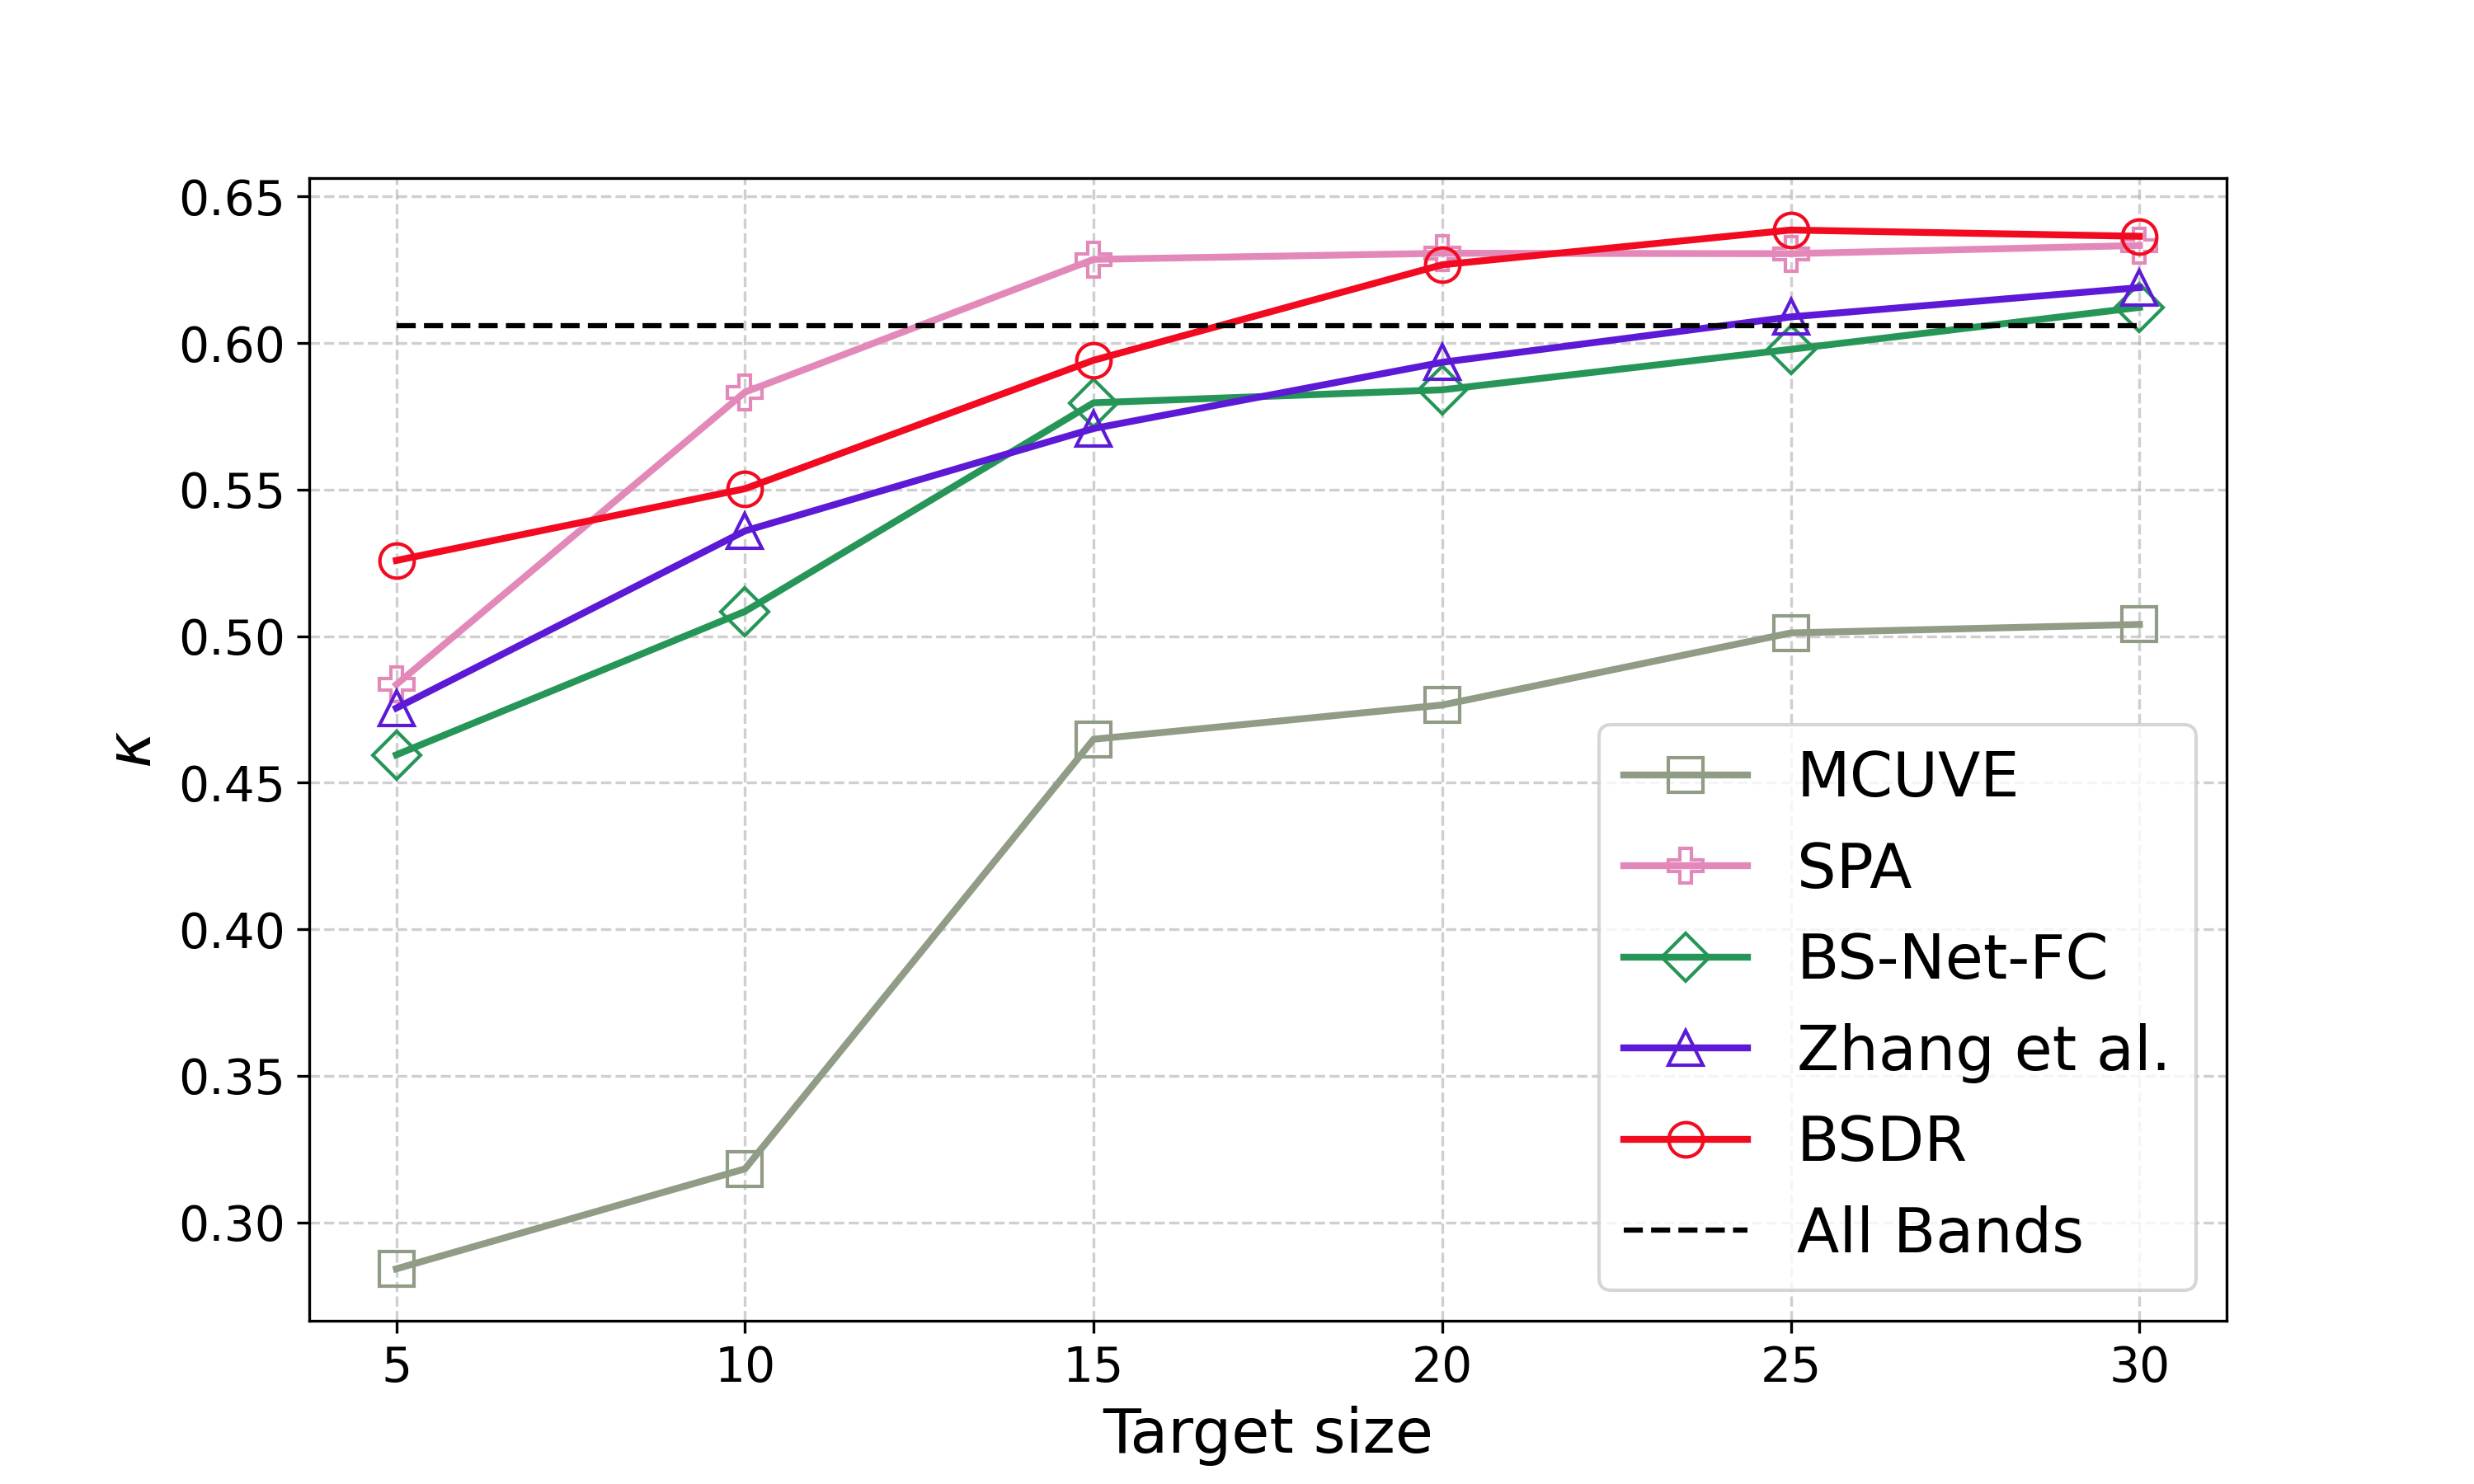 0.65
0.60
0.55
0.50
0.45
0.40
0.35
0.30
κ
5 10 15 20 25 30
Target size
MCUVE
SPA
BS-Net-FC
Zhang et al.
BSDR
All Bands